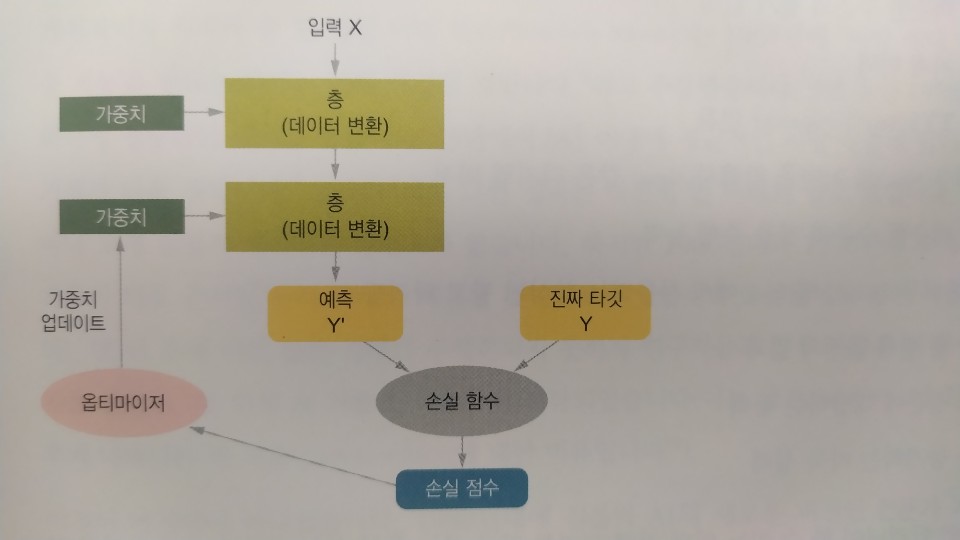 입력 X
가중치
층
(데이터 변환)
가중치
층
(데이터 변환)
가중치
업데이트
예측
Y'
진짜 타깃
Y
옵티마이저
손실 함수
손실 점수